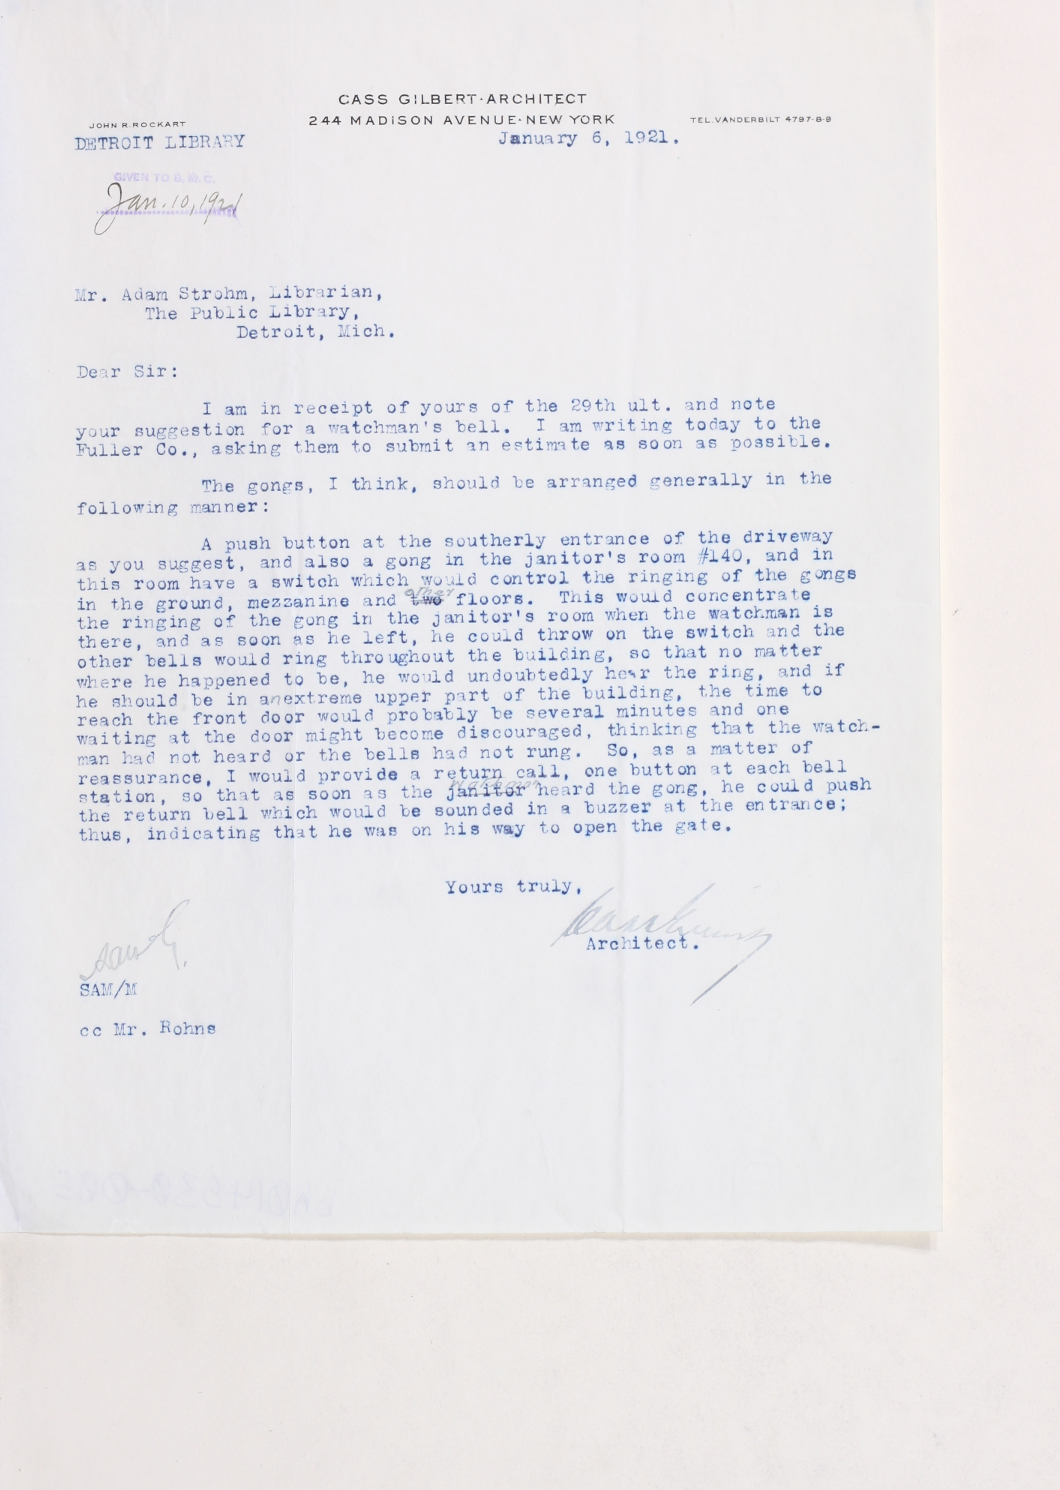 CASS GILBERT·ARCHITECT
JOHN R. ROCKART
244 MADISON AVENUE·NEW YORK
TEL. VANDERBILT 4797-8-9
DETROIT LIBRARY
January 6, 1921.
GIVEN TO B. W. C.
Jan. 10, 1921
Mr. Adam Strohm, Librarian,
The Public Library,
Detroit, Mich.
Dear Sir:
I am in receipt of yours of the 29th ult. and note
your suggestion for a watchman's bell. I am writing today to the
Fuller Co., asking them to submit an estimate as soon as possible.
The gongs, I think, should be arranged generally in the
following manner:
A push button at the southerly entrance of the driveway
as you suggest, and also a gong in the janitor's room #140, and in
this room have a switch which would control the ringing of the gongs
other
in the ground, mezzanine and two floors. This would concentrate
the ringing of the gong in the janitor's room when the watchman is
there, and as soon as he left, he could throw on the switch and the
other bells would ring throughout the building, so that no matter
where he happened to be, he would undoubtedly hear the ring, and if
he should be in anextreme upper part of the building, the time to
reach the front door would probably be several minutes and one
waiting at the door might become discouraged, thinking that the watch-
man had not heard or the bells had not rung. So, as a matter of
reassurance, I would provide a return call, one button at each bell
watchman
station, so that as soon as the janitor heard the gong, he could push
the return bell which would be sounded in a buzzer at the entrance;
thus, indicating that he was on his way to open the gate.
Yours truly,
Cass Gilbert
Architect.
SAM/M
cc Mr. Rohns